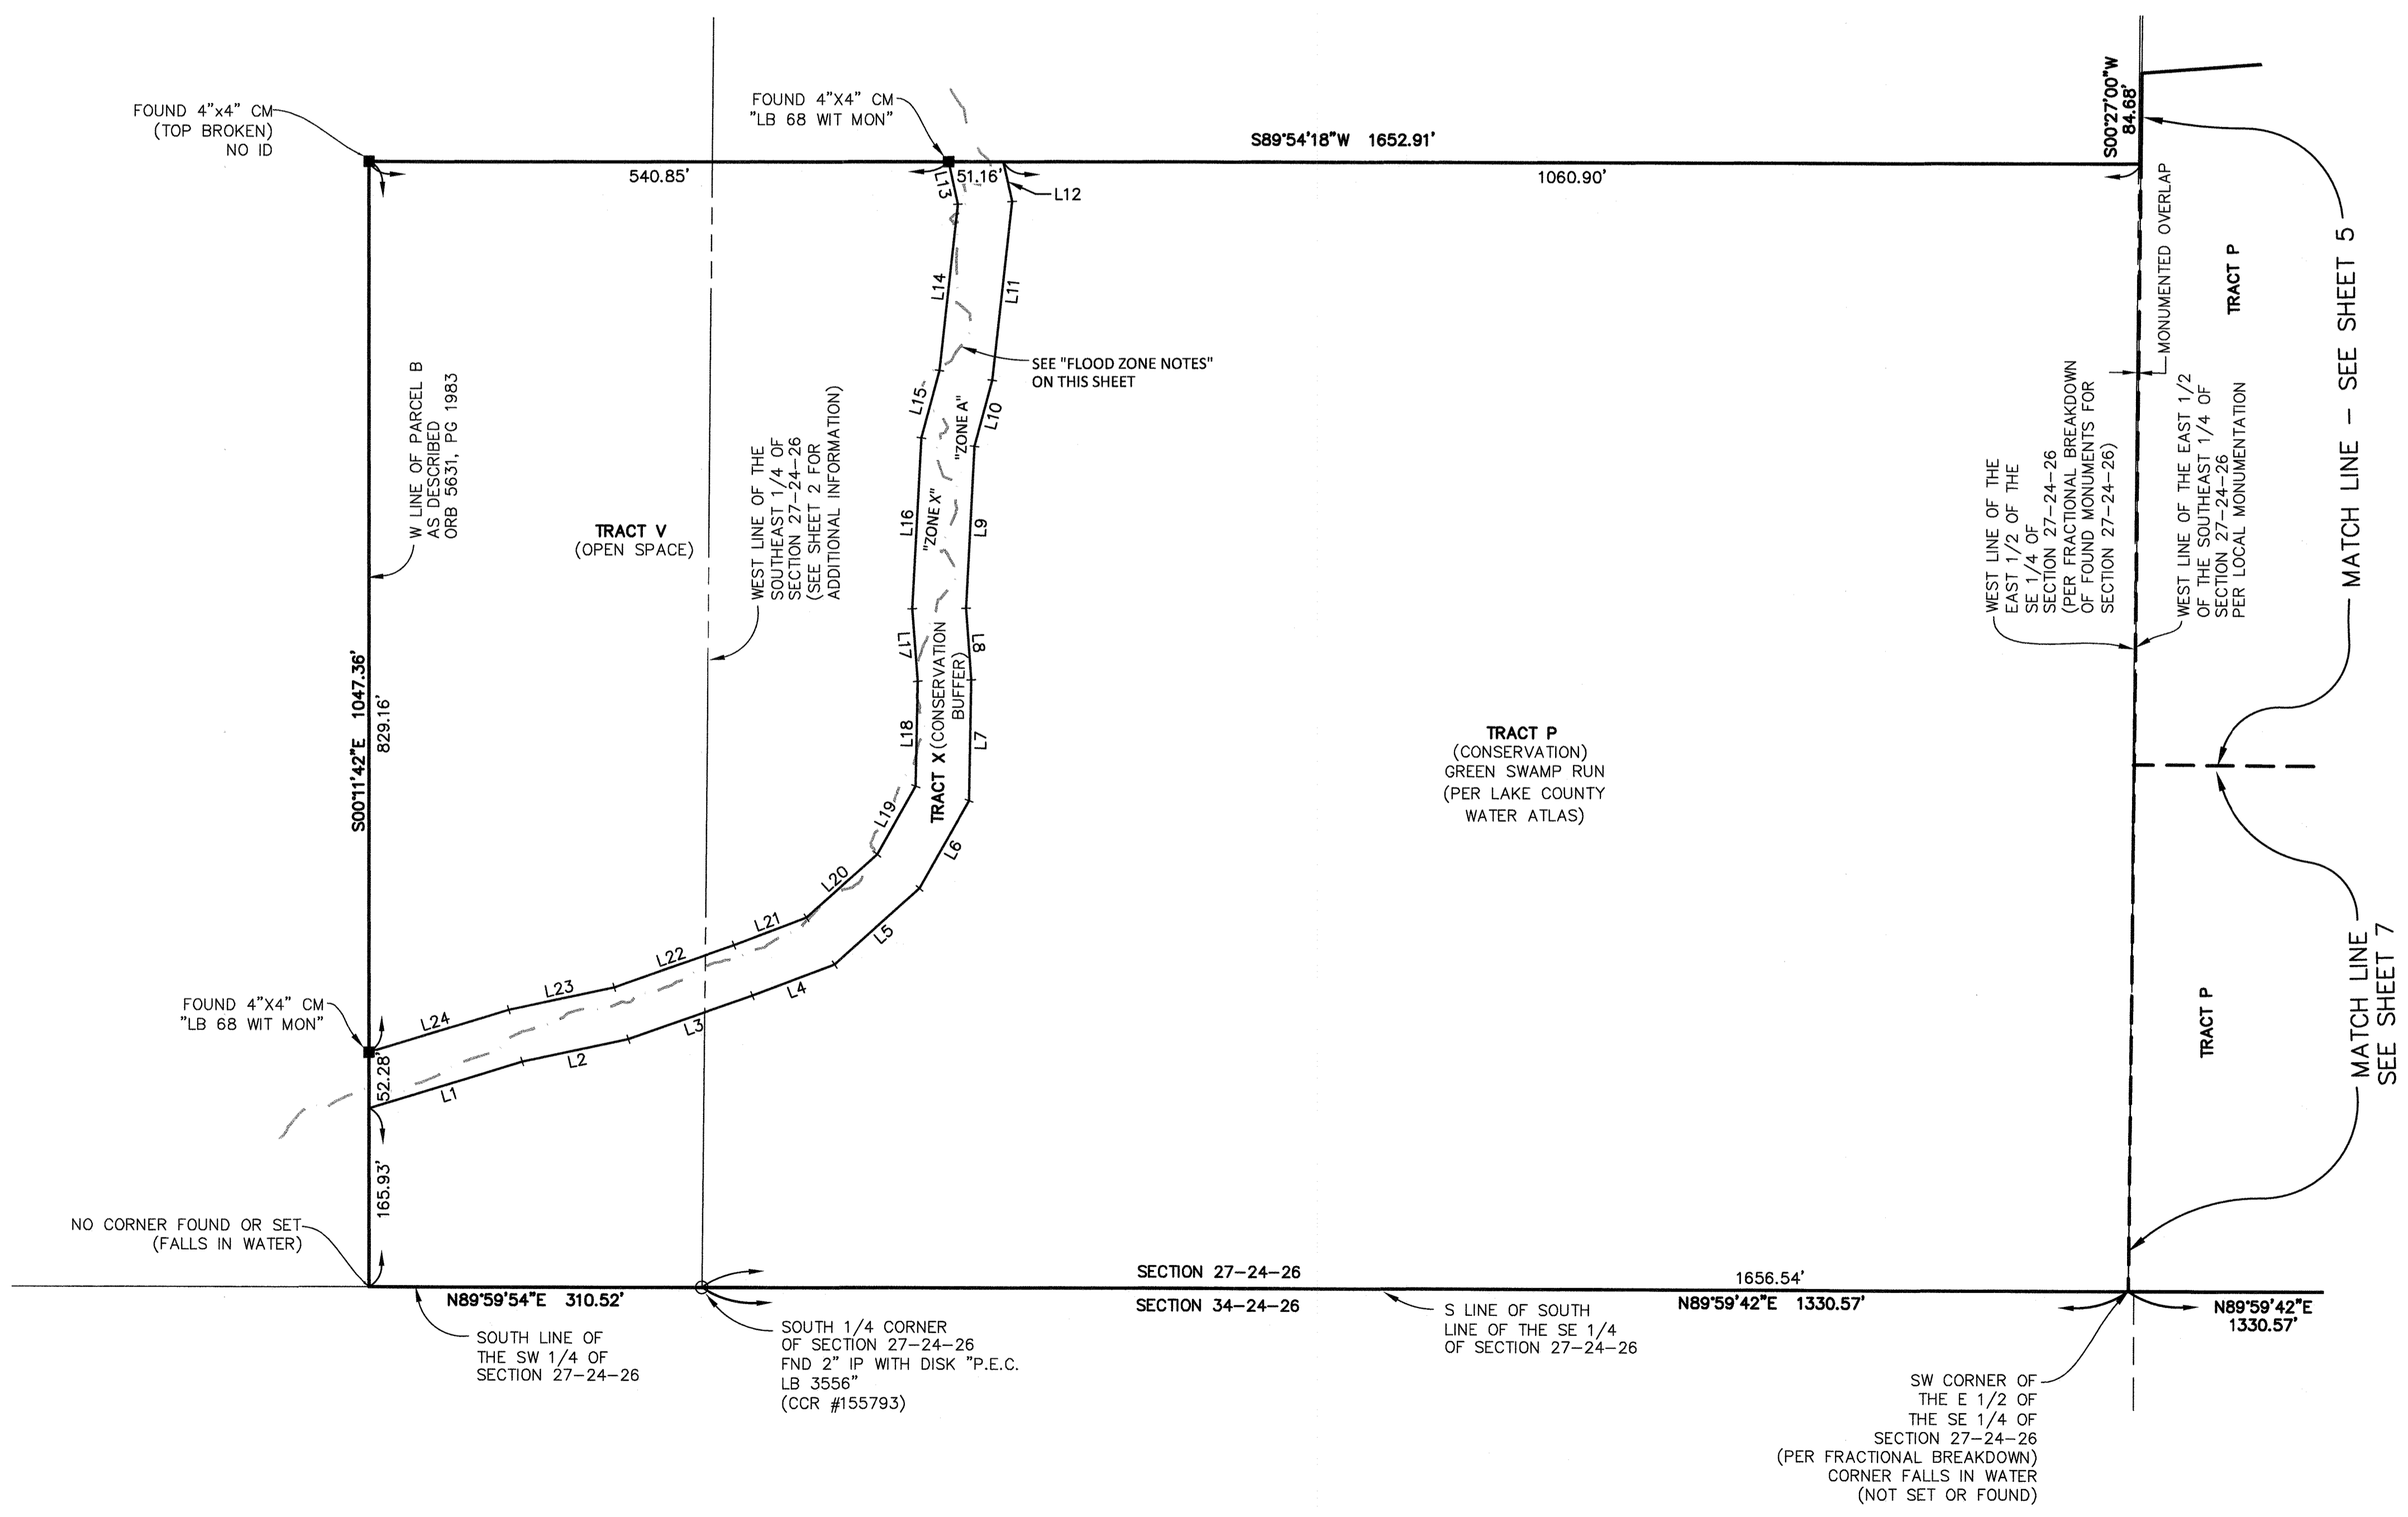 FOUND 4"x4" CM
(TOP BROKEN)
NO ID
FOUND 4"X4" CM
"LB 68 WIT MON"
S89°54'18"W 1652.91'
S00°27'00"W
84.68'
540.85'
L13
51.16'
L12
1060.90'
MONUMENTED OVERLAP
TRACT P
MATCH LINE - SEE SHEET 5
L14
L11
SEE "FLOOD ZONE NOTES"
ON THIS SHEET
L15
L10
"ZONE A"
"ZONE X"
W LINE OF PARCEL B
AS DESCRIBED
ORB 5631, PG 1983
TRACT V
(OPEN SPACE)
WEST LINE OF THE
SOUTHEAST 1/4 OF
SECTION 27-24-26
(SEE SHEET 2 FOR
ADDITIONAL INFORMATION)
L16
L9
WEST LINE OF THE
EAST 1/2 OF THE
SE 1/4 OF
SECTION 27-24-26
(PER FRACTIONAL BREAKDOWN
OF FOUND MONUMENTS FOR
SECTION 27-24-26)
WEST LINE OF THE EAST 1/2
OF THE SOUTHEAST 1/4 OF
SECTION 27-24-26
PER LOCAL MONUMENTATION
L17
L8
S00°11'42"E 1047.36'
829.16'
L18
L7
TRACT X (CONSERVATION
BUFFER)
TRACT P
(CONSERVATION)
GREEN SWAMP RUN
(PER LAKE COUNTY
WATER ATLAS)
L19
L6
L20
L5
L21
L22
L4
L23
L3
L24
L2
L1
FOUND 4"X4" CM
"LB 68 WIT MON"
52.28'
TRACT P
MATCH LINE
SEE SHEET 7
165.93'
NO CORNER FOUND OR SET
(FALLS IN WATER)
SECTION 27-24-26
1656.54'
N89°59'54"E 310.52'
SECTION 34-24-26
N89°59'42"E 1330.57'
N89°59'42"E
1330.57'
SOUTH LINE OF
THE SW 1/4 OF
SECTION 27-24-26
SOUTH 1/4 CORNER
OF SECTION 27-24-26
FND 2" IP WITH DISK "P.E.C.
LB 3556"
(CCR #155793)
S LINE OF SOUTH
LINE OF THE SE 1/4
OF SECTION 27-24-26
SW CORNER OF
THE E 1/2 OF
THE SE 1/4 OF
SECTION 27-24-26
(PER FRACTIONAL BREAKDOWN)
CORNER FALLS IN WATER
(NOT SET OR FOUND)